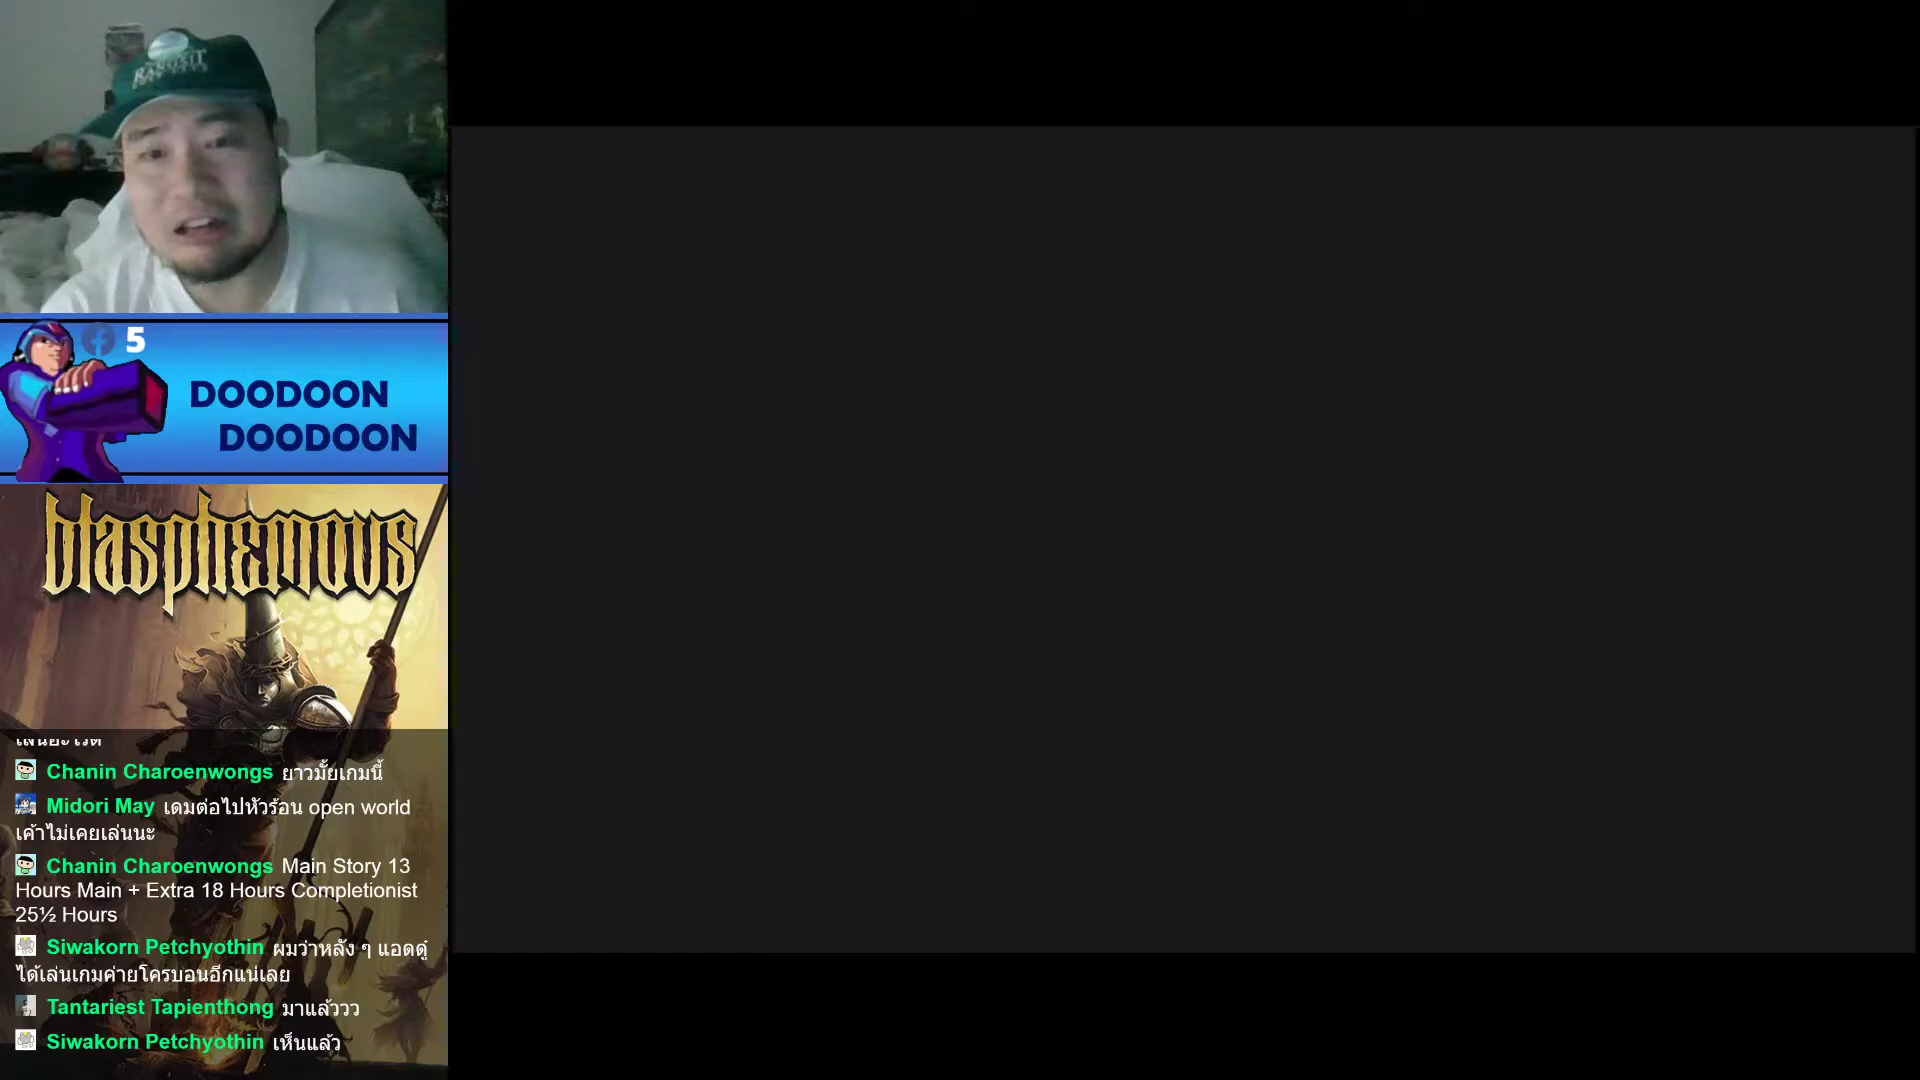 RANGSIT
5
DOODOON
DOODOON
blasphemous
Chanin Charoenwongs ยาวมั้ยเกมนี้
Midori May เดมต่อไปหัวร้อน open world
เค้าไม่เคยเล่นนะ
Chanin Charoenwongs Main Story 13
Hours Main + Extra 18 Hours Completionist
25½ Hours
Siwakorn Petchyothin ผมว่าหลัง ๆ แอดดู๋
ได้เล่นเกมค่ายโครบอนอีกแน่เลย
Tantariest Tapienthong มาแล้ววว
Siwakorn Petchyothin เห็นแล้ว